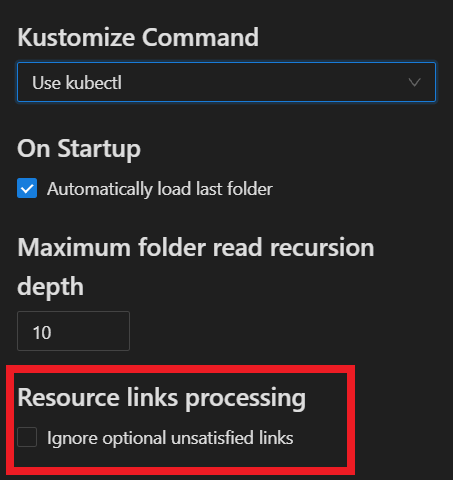 Kustomize Command
Use kubectl
On Startup
Automatically load last folder
Maximum folder read recursion
depth
10
Resource links processing
Ignore optional unsatisfied links